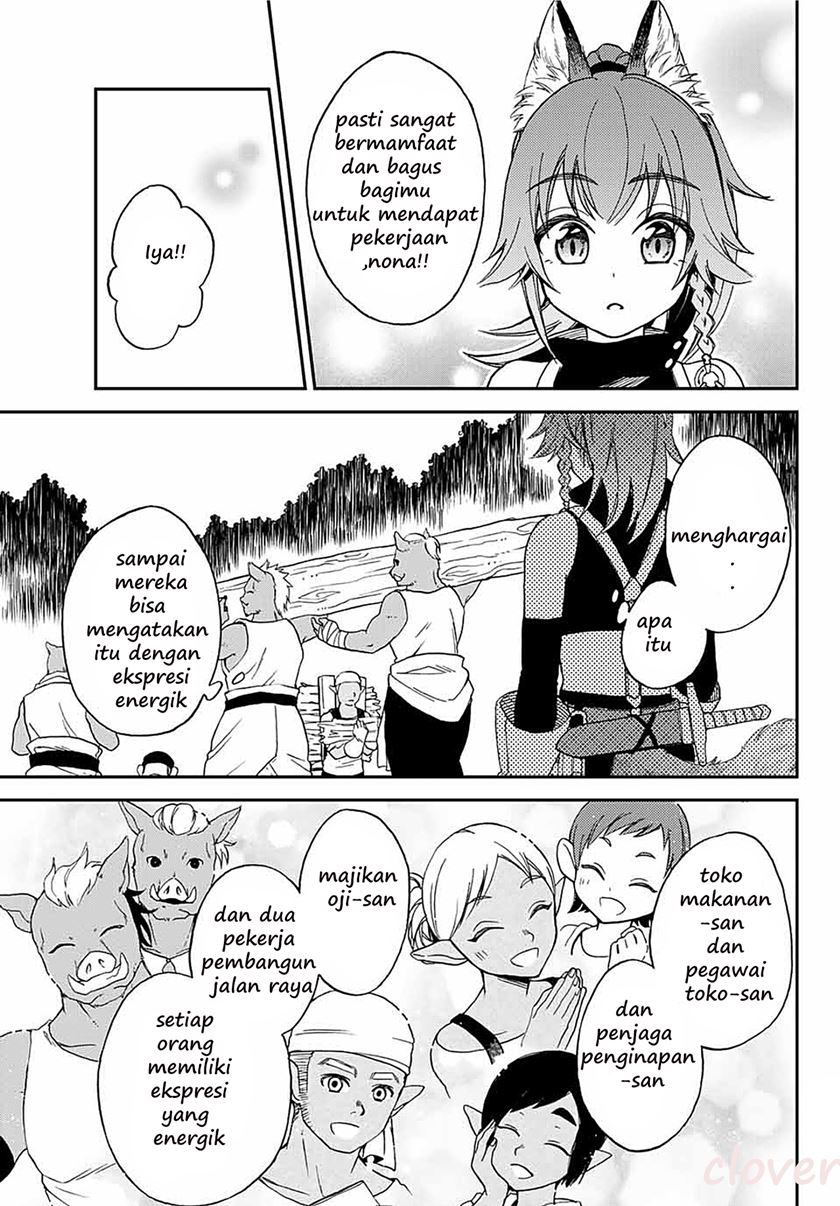 pasti sangat
bermamfaat
dan bagus
bagimu
untuk mendapat
pekerjaan
,nona!!
Iya!!
menghargai
.
.
apa
itu
sampai
mereka
bisa
mengatakan
itu dengan
ekspresi
energik
toko
makanan
-san
dan
pegawai
toko-san
dan
penjaga
penginapan
-san
majikan
oji-san
dan dua
pekerja
pembangun
jalan raya
setiap
orang
memiliki
ekspresi
yang
energik
clover